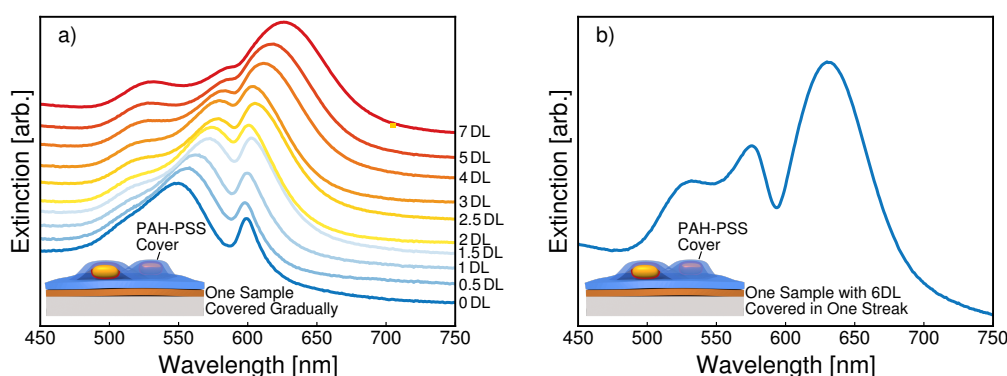 a)
Extinction [arb.]
7 DL
5 DL
4 DL
3 DL
2.5 DL
2 DL
1.5 DL
1 DL
0.5 DL
0 DL
PAH-PSS
Cover
One Sample
Covered Gradually
450 500 550 600 650 700 750
Wavelength [nm]
b)
Extinction [arb.]
PAH-PSS
Cover
One Sample with 6DL
Covered in One Streak
450 500 550 600 650 700 750
Wavelength [nm]